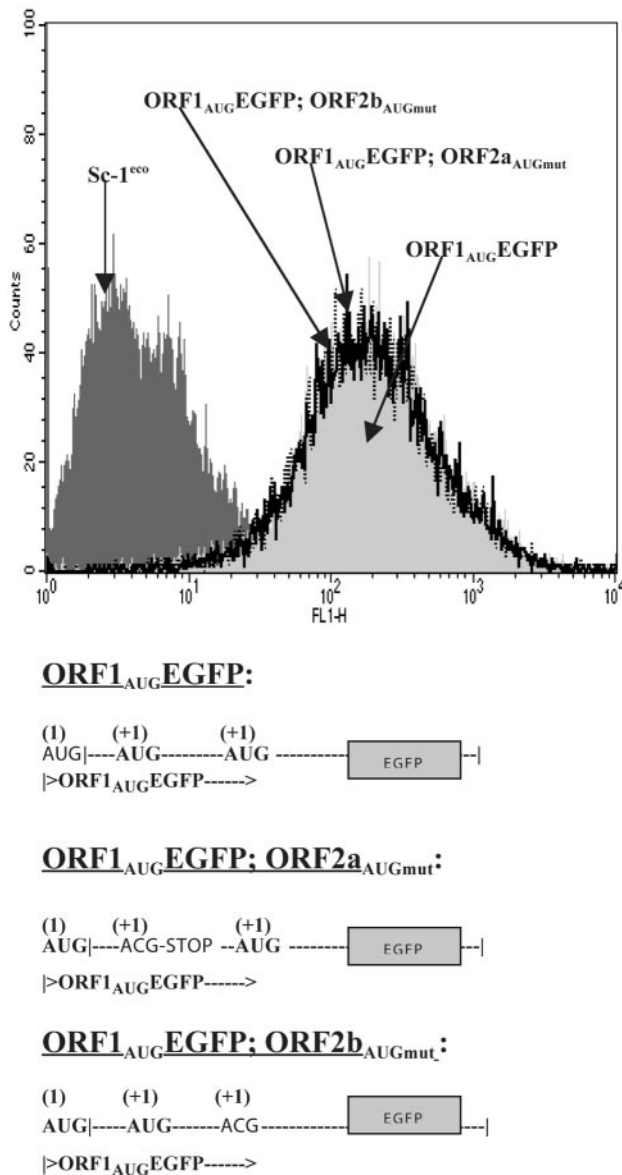 100
80
60
40
20
0
Counts
ORF1AUGEGFP; ORF2bAUGmut
ORF1AUGEGFP; ORF2aAUGmut
Sc-1eco
ORF1AUGEGFP
10^0 10^1 10^2 10^3 10^4
FL1-H
ORF1AUGEGFP:
(1) (+1) (+1)
AUG|----AUG---------AUG ---------- EGFP ---|
|>ORF1AUGEGFP------>
ORF1AUGEGFP; ORF2aAUGmut:
(1) (+1) (+1)
AUG|----ACG-STOP --AUG -------- EGFP ---|
|>ORF1AUGEGFP------>
ORF1AUGEGFP; ORF2bAUGmut:
(1) (+1) (+1)
AUG|-----AUG-------ACG------------ EGFP ---|
|>ORF1AUGEGFP------>